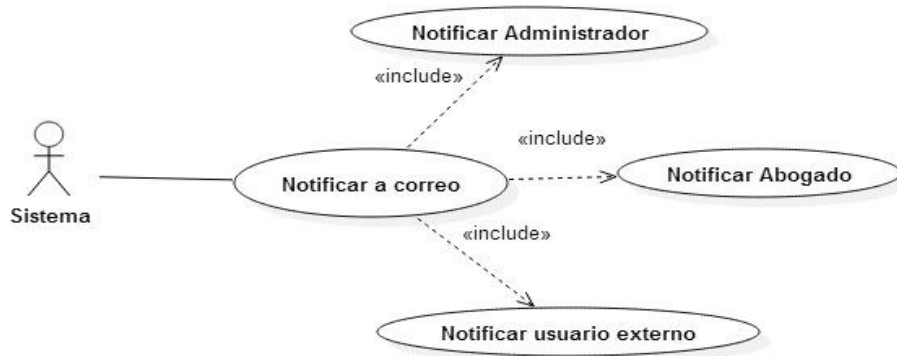 Notificar Administrador
«include»
«include»
Notificar a correo
Notificar Abogado
Sistema
«include»
Notificar usuario externo